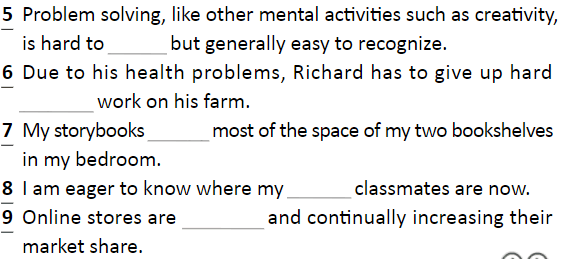 5 Problem solving, like other mental activities such as creativity,
is hard to ______ but generally easy to recognize.
6 Due to his health problems, Richard has to give up hard
________ work on his farm.
7 My storybooks ______ most of the space of my two bookshelves
in my bedroom.
8 I am eager to know where my ______ classmates are now.
9 Online stores are ________ and continually increasing their
market share.